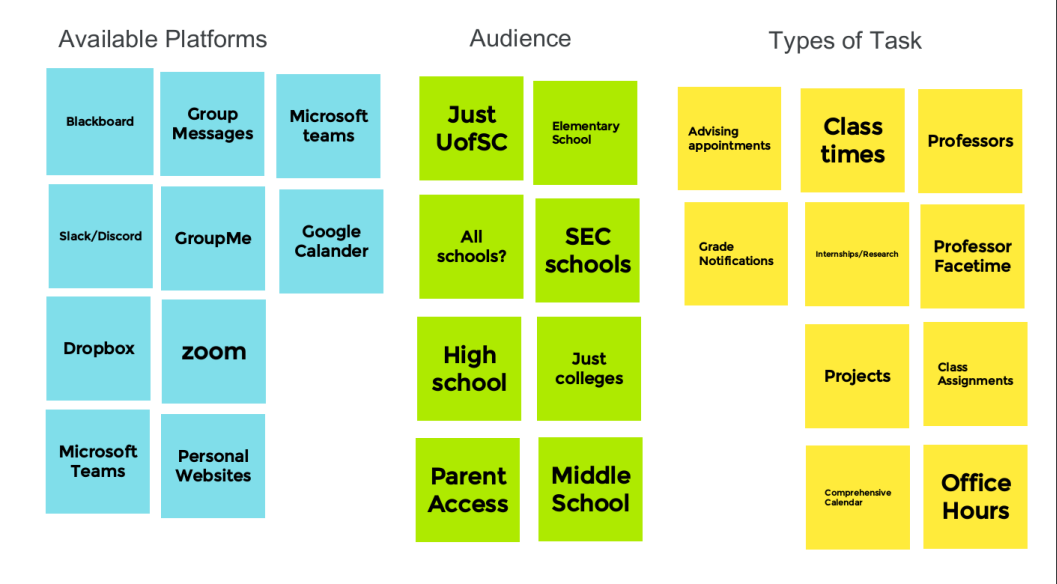 Available Platforms
Blackboard
Group
Messages
Microsoft
teams
Slack/Discord
GroupMe
Google
Calander
Dropbox
zoom
Microsoft
Teams
Personal
Websites
Audience
Just
UofSC
Elementary
School
All
schools?
SEC
schools
High
school
Just
colleges
Parent
Access
Middle
School
Types of Task
Advising
appointments
Class
times
Professors
Grade
Notifications
Internships/Research
Professor
Facetime
Projects
Class
Assignments
Comprehensive
Calendar
Office
Hours